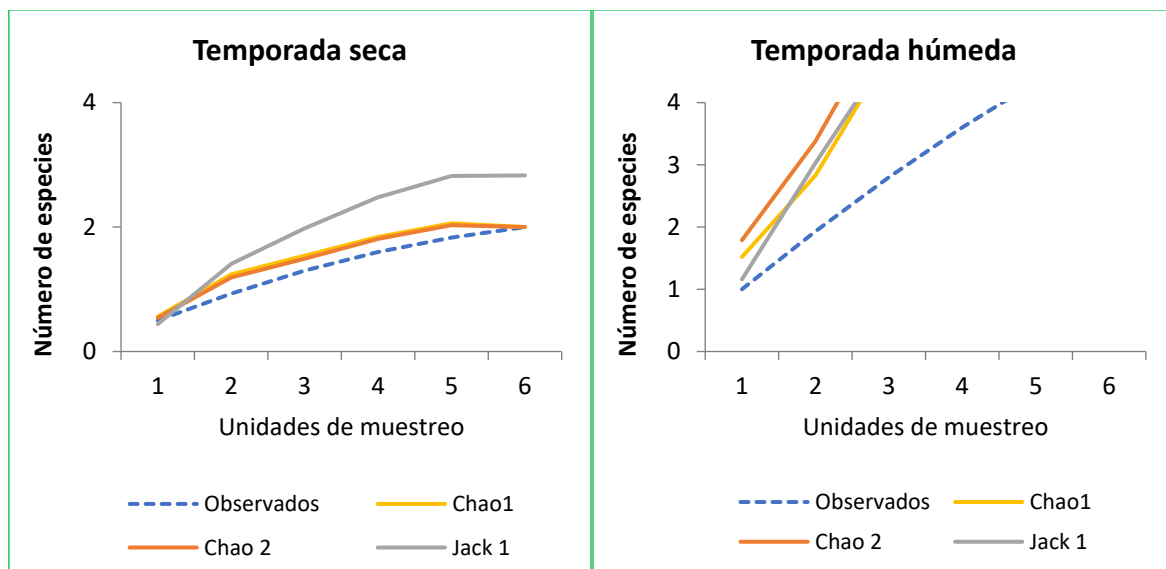 Temporada seca
Número de especies
4
2
0
1 2 3 4 5 6
Unidades de muestreo
Observados Chao1
Chao 2 Jack 1
Temporada húmeda
Número de especies
4
3
2
1
0
1 2 3 4 5 6
Unidades de muestreo
Observados Chao1
Chao 2 Jack 1